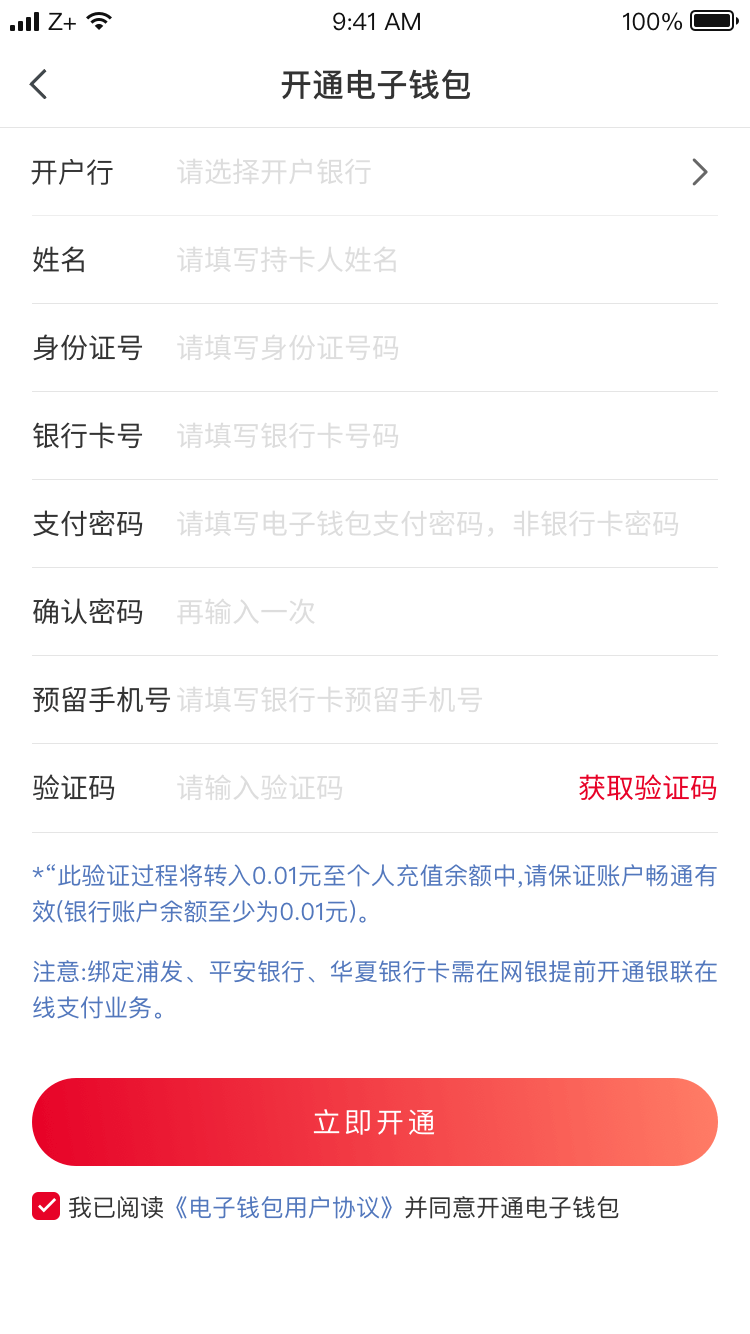 Z+ 9:41 AM 100%
开通电子钱包
开户行 请选择开户银行
姓名 请填写持卡人姓名
身份证号 请填写身份证号码
银行卡号 请填写银行卡号码
支付密码 请填写电子钱包支付密码，非银行卡密码
确认密码 再输入一次
预留手机号 请填写银行卡预留手机号
验证码 请输入验证码 获取验证码
*“此验证过程将转入0.01元至个人充值余额中,请保证账户畅通有
效(银行账户余额至少为0.01元)。
注意:绑定浦发、平安银行、华夏银行卡需在网银提前开通银联在
线支付业务。
立即开通
我已阅读《电子钱包用户协议》并同意开通电子钱包